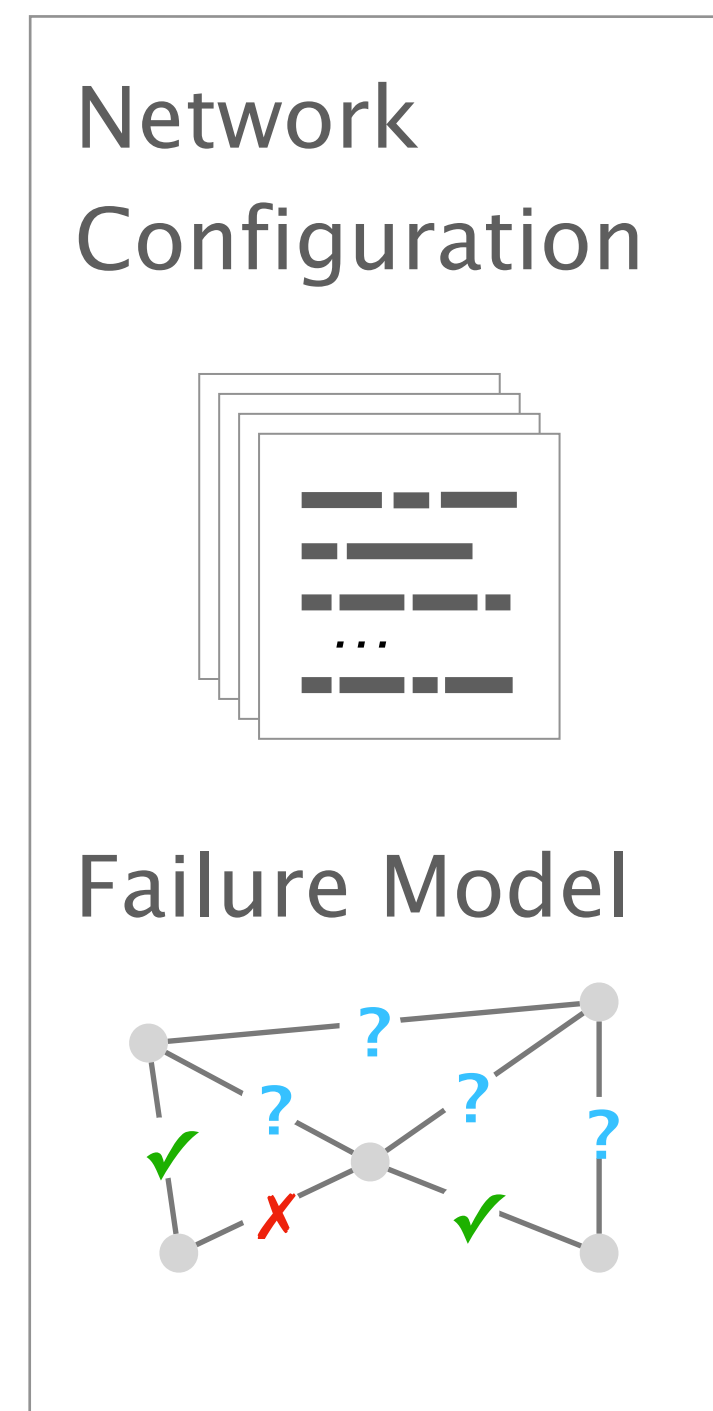 Network
Configuration
...
Failure Model
?
? ?
?
✓
✗ ✓